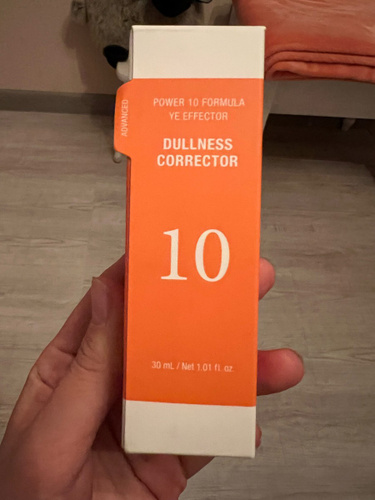 ADVANCED
POWER 10 FORMULA
YE EFFECTOR
DULLNESS
CORRECTOR
10
30 mL / Net 1.01 fl. oz.